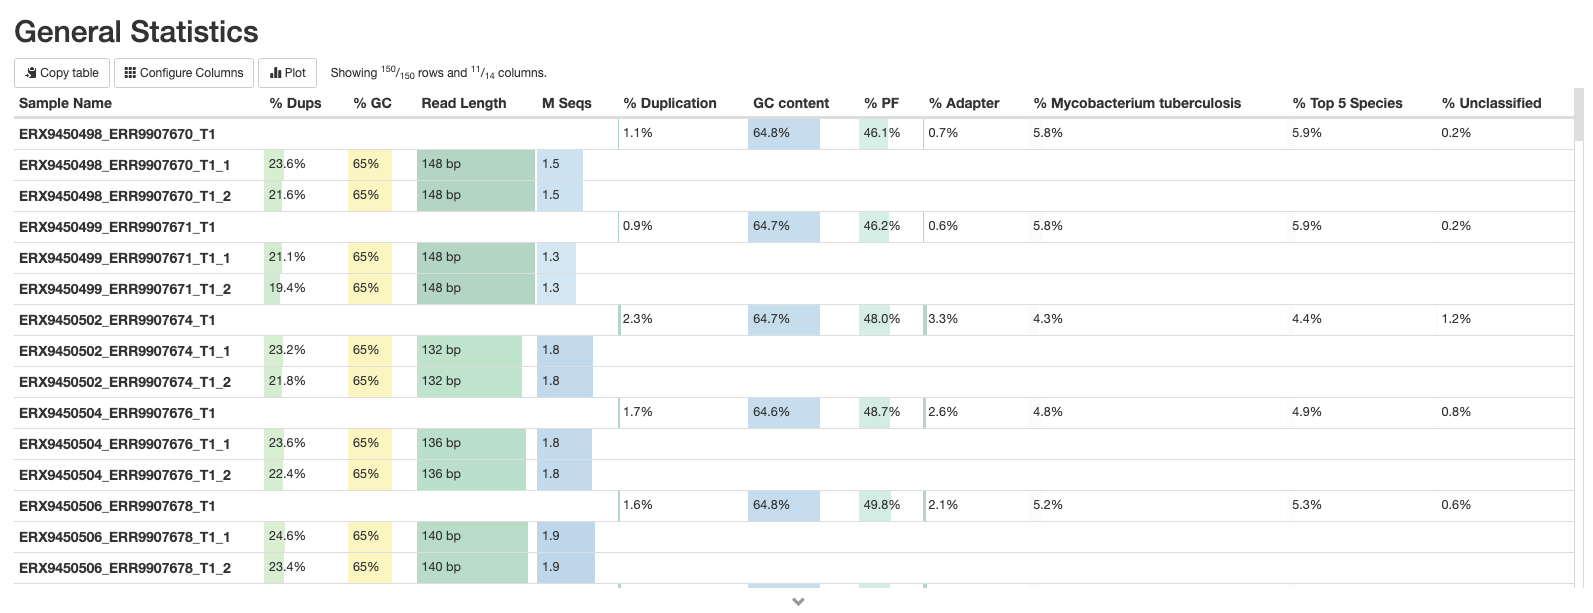 General Statistics
Copy table Configure Columns Plot Showing 150/150 rows and 11/14 columns.
Sample Name % Dups % GC Read Length M Seqs % Duplication GC content % PF % Adapter % Mycobacterium tuberculosis % Top 5 Species % Unclassified
ERX9450498_ERR9907670_T1 1.1% 64.8% 46.1% 0.7% 5.8% 5.9% 0.2%
ERX9450498_ERR9907670_T1_1 23.6% 65% 148 bp 1.5
ERX9450498_ERR9907670_T1_2 21.6% 65% 148 bp 1.5
ERX9450499_ERR9907671_T1 0.9% 64.7% 46.2% 0.6% 5.8% 5.9% 0.2%
ERX9450499_ERR9907671_T1_1 21.1% 65% 148 bp 1.3
ERX9450499_ERR9907671_T1_2 19.4% 65% 148 bp 1.3
ERX9450502_ERR9907674_T1 2.3% 64.7% 48.0% 3.3% 4.3% 4.4% 1.2%
ERX9450502_ERR9907674_T1_1 23.2% 65% 132 bp 1.8
ERX9450502_ERR9907674_T1_2 21.8% 65% 132 bp 1.8
ERX9450504_ERR9907676_T1 1.7% 64.6% 48.7% 2.6% 4.8% 4.9% 0.8%
ERX9450504_ERR9907676_T1_1 23.6% 65% 136 bp 1.8
ERX9450504_ERR9907676_T1_2 22.4% 65% 136 bp 1.8
ERX9450506_ERR9907678_T1 1.6% 64.8% 49.8% 2.1% 5.2% 5.3% 0.6%
ERX9450506_ERR9907678_T1_1 24.6% 65% 140 bp 1.9
ERX9450506_ERR9907678_T1_2 23.4% 65% 140 bp 1.9